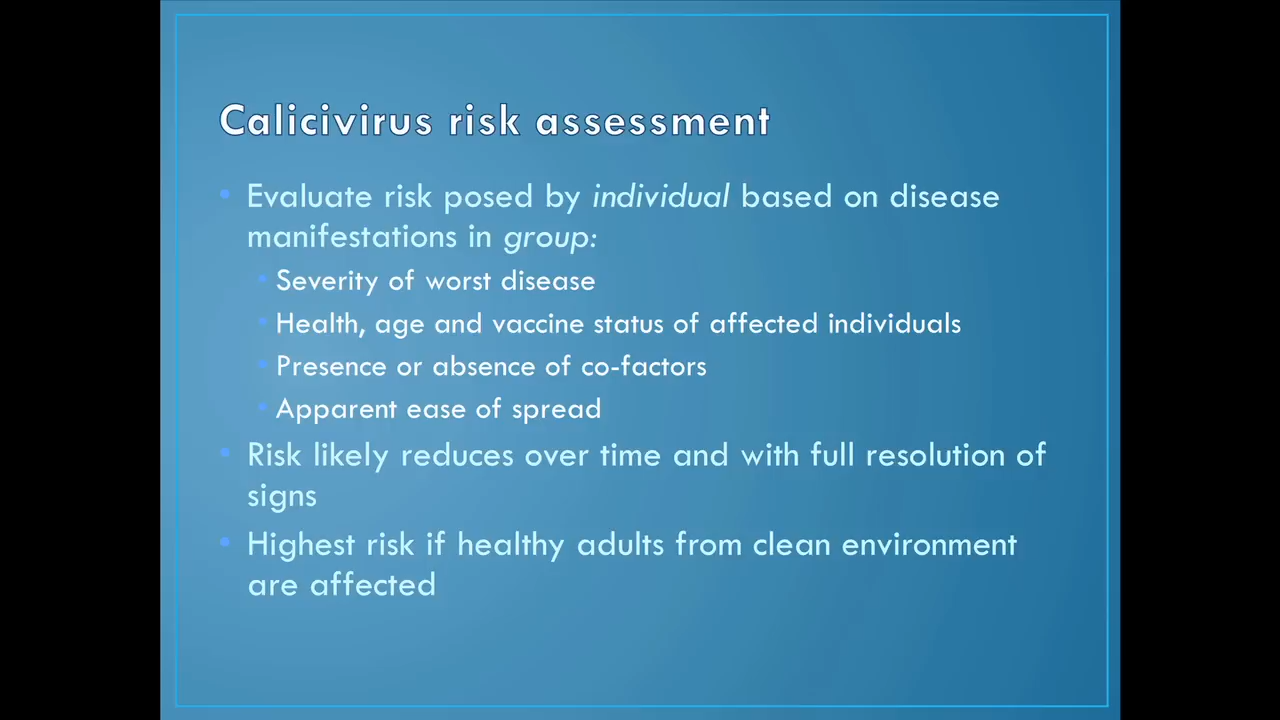 Calicivirus risk assessment
• Evaluate risk posed by individual based on disease
manifestations in group:
• Severity of worst disease
• Health, age and vaccine status of affected individuals
• Presence or absence of co-factors
• Apparent ease of spread
• Risk likely reduces over time and with full resolution of
signs
• Highest risk if healthy adults from clean environment
are affected